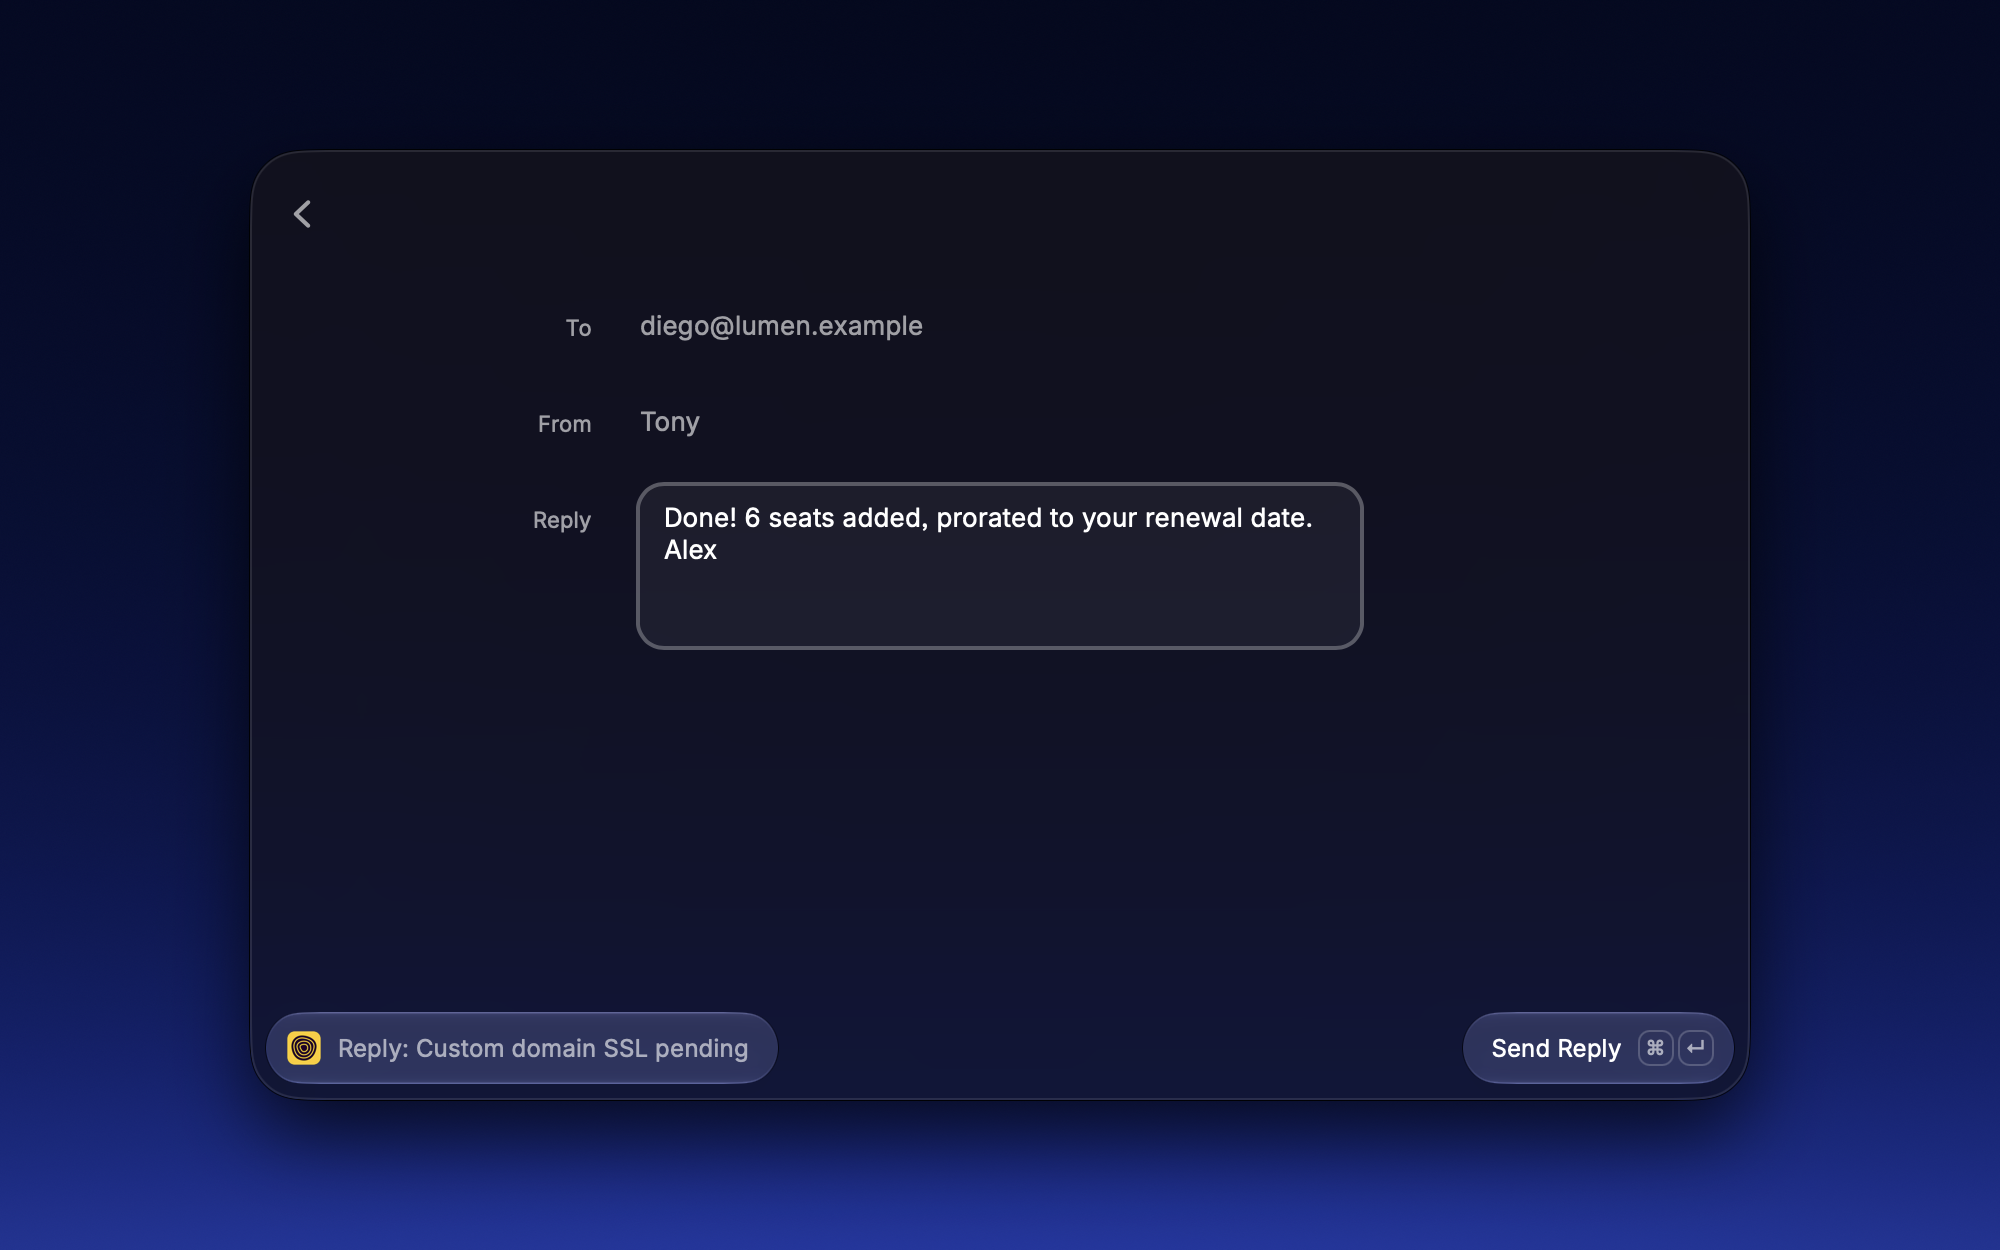 To diego@lumen.example
From Tony
Reply Done! 6 seats added, prorated to your renewal date.
Alex
Reply: Custom domain SSL pending
Send Reply ⌘ ↵